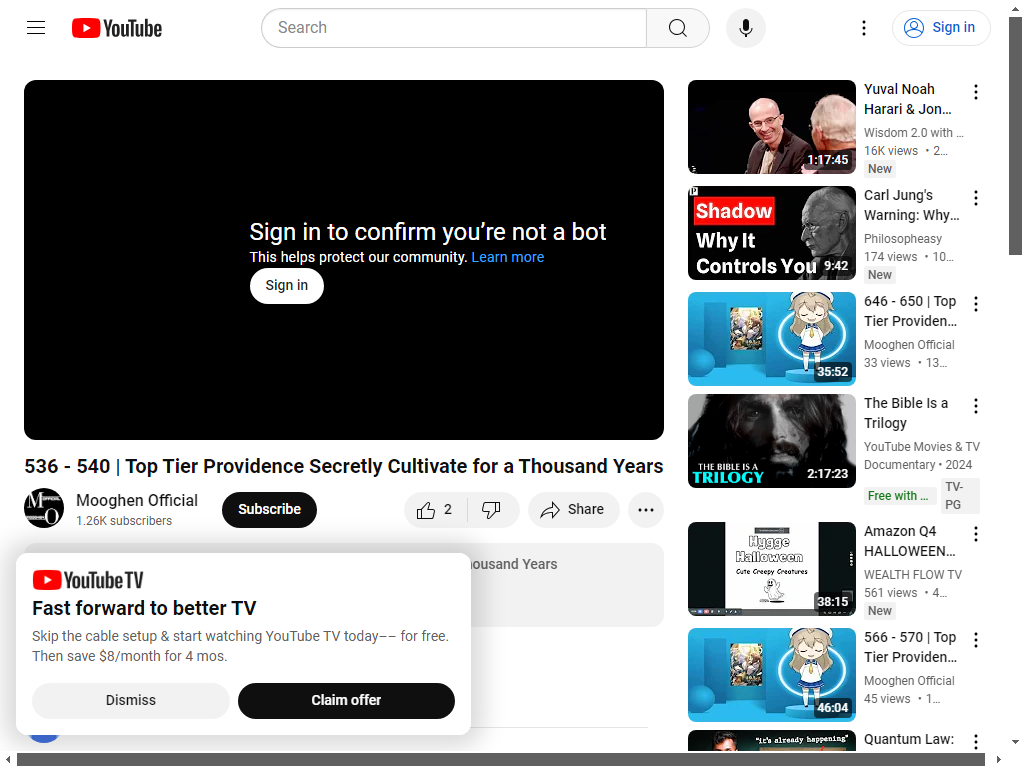 YouTube
Search
Sign in
Sign in to confirm you're not a bot
This helps protect our community. Learn more
Sign in
536 - 540 | Top Tier Providence Secretly Cultivate for a Thousand Years
Mooghen Official
1.26K subscribers
Subscribe
2
Share
housand Years
YouTube TV
Fast forward to better TV
Skip the cable setup & start watching YouTube TV today–– for free.
Then save $8/month for 4 mos.
Dismiss
Claim offer
1:17:45
Yuval Noah
Harari & Jon...
Wisdom 2.0 with ...
16K views • 2...
New
Shadow
Why It
Controls You
9:42
Carl Jung's
Warning: Why...
Philosopheasy
174 views • 10...
New
35:52
646 - 650 | Top
Tier Providen...
Mooghen Official
33 views • 13...
THE BIBLE IS A
TRILOGY
2:17:23
The Bible Is a
Trilogy
YouTube Movies & TV
Documentary • 2024
Free with ...
TV-
PG
Hygge
Halloween
Cute Creepy Creatures
38:15
Amazon Q4
HALLOWEEN...
WEALTH FLOW TV
561 views • 4...
New
46:04
566 - 570 | Top
Tier Providen...
Mooghen Official
45 views • 1...
"it's already happening"
Quantum Law: